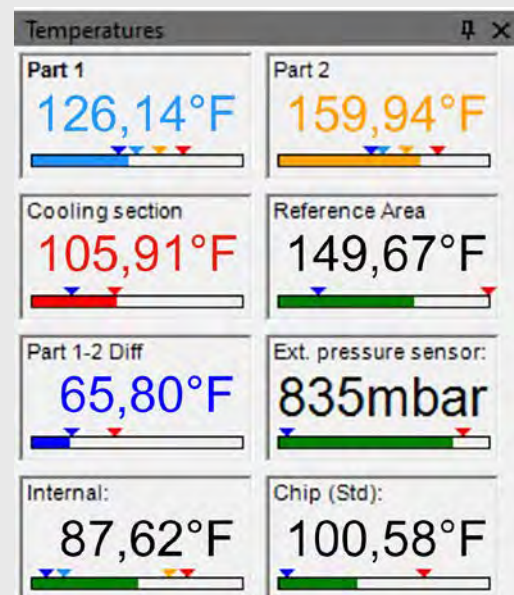 Temperatures
Part 1
126,14°F
Part 2
159,94°F
Cooling section
105,91°F
Reference Area
149,67°F
Part 1-2 Diff
65,80°F
Ext. pressure sensor:
835mbar
Internal:
87,62°F
Chip (Std):
100,58°F